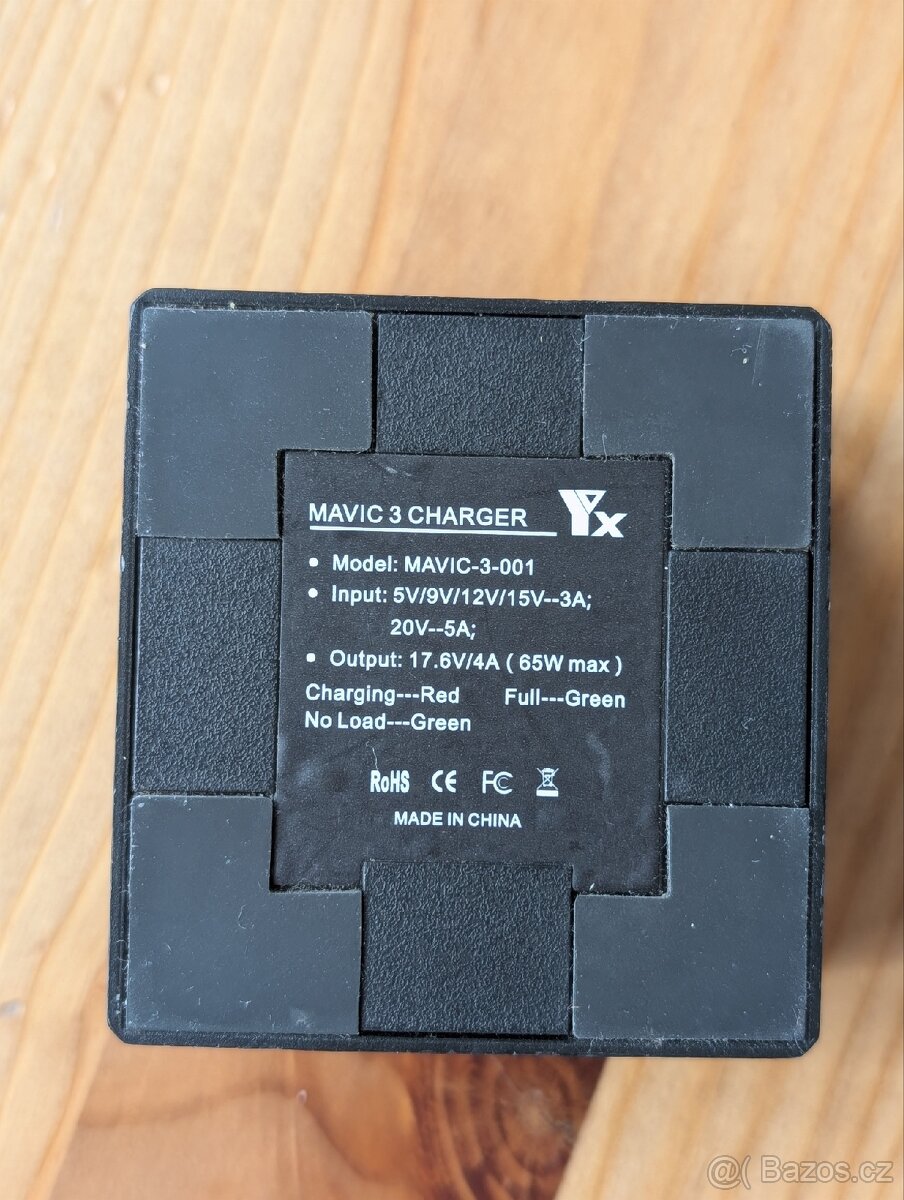 MAVIC 3 CHARGER Yx
• Model: MAVIC-3-001
• Input: 5V/9V/12V/15V--3A;
20V--5A;
• Output: 17.6V/4A ( 65W max )
Charging---Red Full---Green
No Load---Green
RoHS CE FC
MADE IN CHINA
@( Bazos.cz